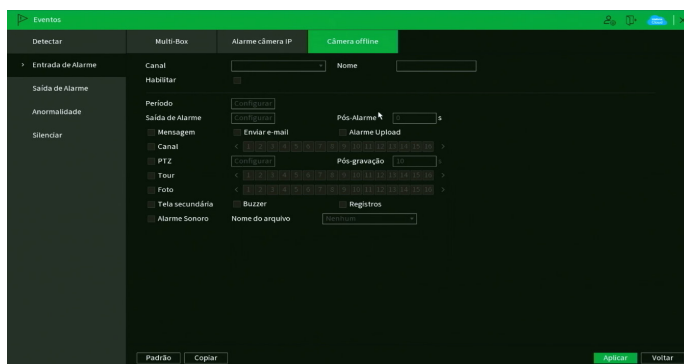 Eventos
Detectar
Multi-Box
Alarme câmera IP
Câmera offline
Entrada de Alarme
Saída de Alarme
Anormalidade
Silenciar
Canal
Nome
Habilitar
Período
Configurar
Saída de Alarme
Configurar
Pós-Alarme
0
s
Mensagem
Enviar e-mail
Alarme Upload
Canal
< 1 2 3 4 5 6 7 8 9 10 11 12 13 14 15 16 >
PTZ
Configurar
Pós-gravação
10
s
Tour
< 1 2 3 4 5 6 7 8 9 10 11 12 13 14 15 16 >
Foto
< 1 2 3 4 5 6 7 8 9 10 11 12 13 14 15 16 >
Tela secundária
Buzzer
Registros
Alarme Sonoro
Nome do arquivo
Nenhum
Padrão
Copiar
Aplicar
Voltar